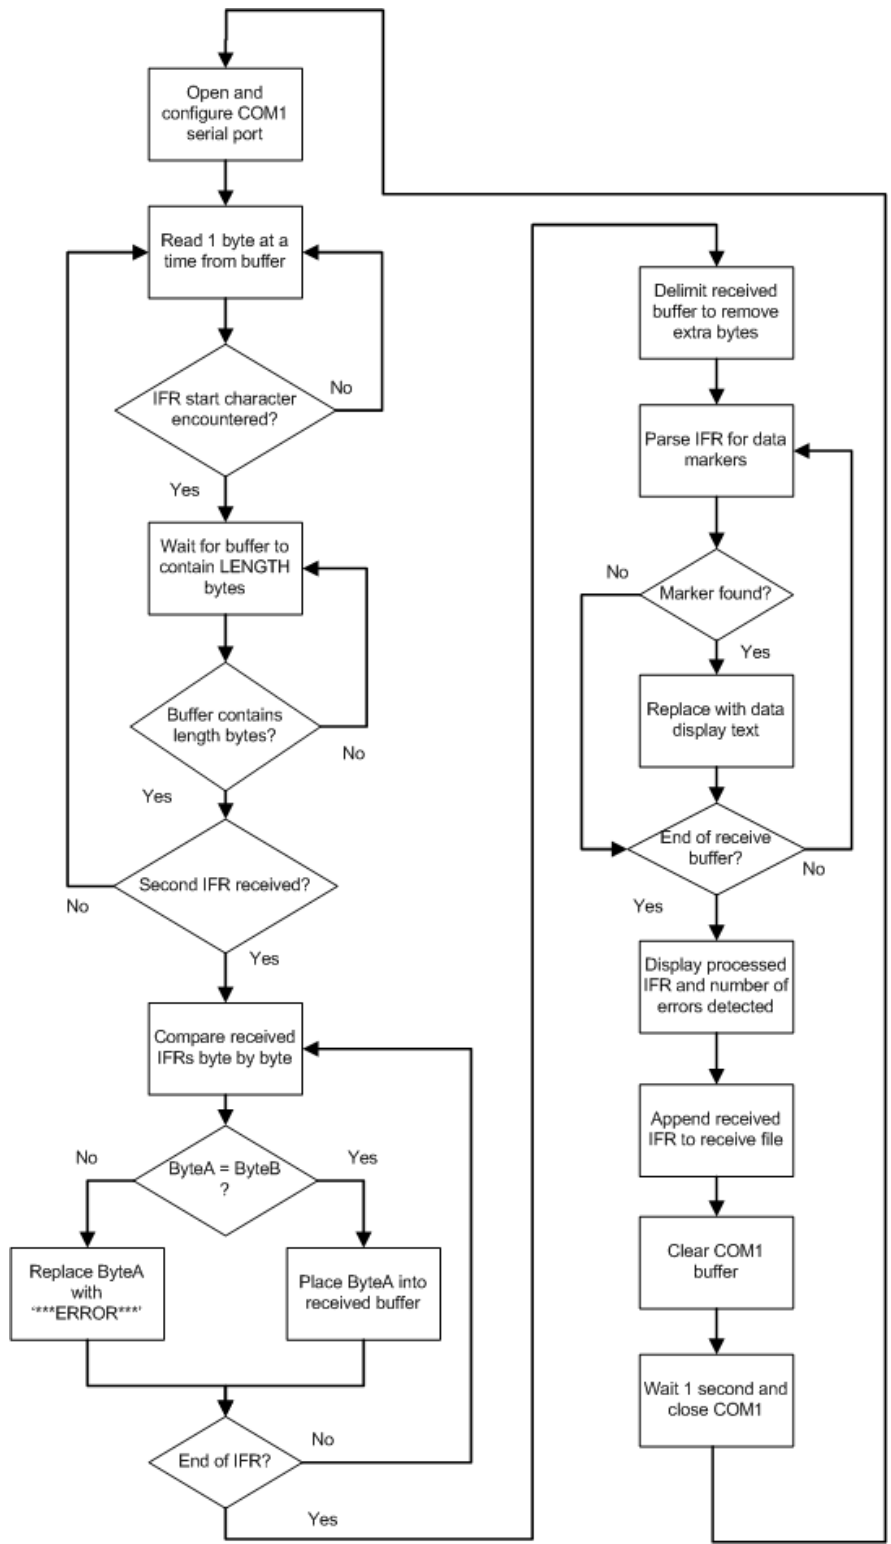 Open and
configure COM1
serial port
Read 1 byte at a
time from buffer
IFR start character
encountered?
No
Yes
Wait for buffer to
contain LENGTH
bytes
Buffer contains
length bytes?
No
Yes
Second IFR received?
No
Yes
Compare received
IFRs byte by byte
ByteA = ByteB
?
No
Yes
Replace ByteA
with
‘***ERROR***’
Place ByteA into
received buffer
End of IFR?
No
Yes
Delimit received
buffer to remove
extra bytes
Parse IFR for data
markers
Marker found?
No
Yes
Replace with data
display text
End of receive
buffer?
No
Yes
Display processed
IFR and number of
errors detected
Append received
IFR to receive file
Clear COM1
buffer
Wait 1 second and
close COM1